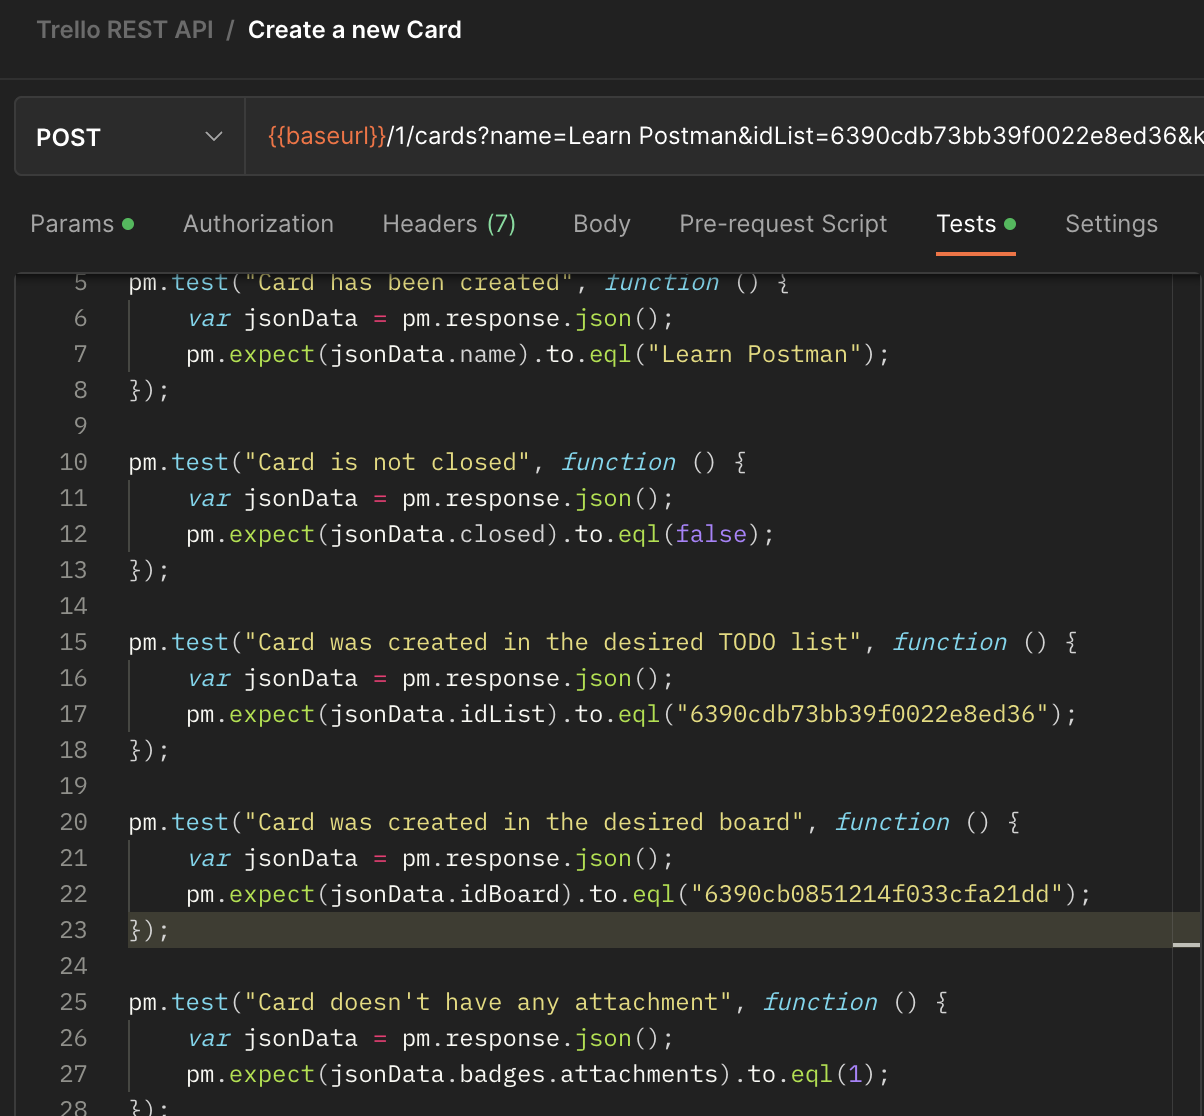 Trello REST API / Create a new Card
POST {{baseurl}}/1/cards?name=Learn Postman&idList=6390cdb73bb39f0022e8ed36&k
Params Authorization Headers (7) Body Pre-request Script Tests Settings
5 pm.test("Card has been created", function () {
6 var jsonData = pm.response.json();
7 pm.expect(jsonData.name).to.eql("Learn Postman");
8 });
9
10 pm.test("Card is not closed", function () {
11 var jsonData = pm.response.json();
12 pm.expect(jsonData.closed).to.eql(false);
13 });
14
15 pm.test("Card was created in the desired TODO list", function () {
16 var jsonData = pm.response.json();
17 pm.expect(jsonData.idList).to.eql("6390cdb73bb39f0022e8ed36");
18 });
19
20 pm.test("Card was created in the desired board", function () {
21 var jsonData = pm.response.json();
22 pm.expect(jsonData.idBoard).to.eql("6390cb0851214f033cfa21dd");
23 });
24
25 pm.test("Card doesn't have any attachment", function () {
26 var jsonData = pm.response.json();
27 pm.expect(jsonData.badges.attachments).to.eql(1);
28 });